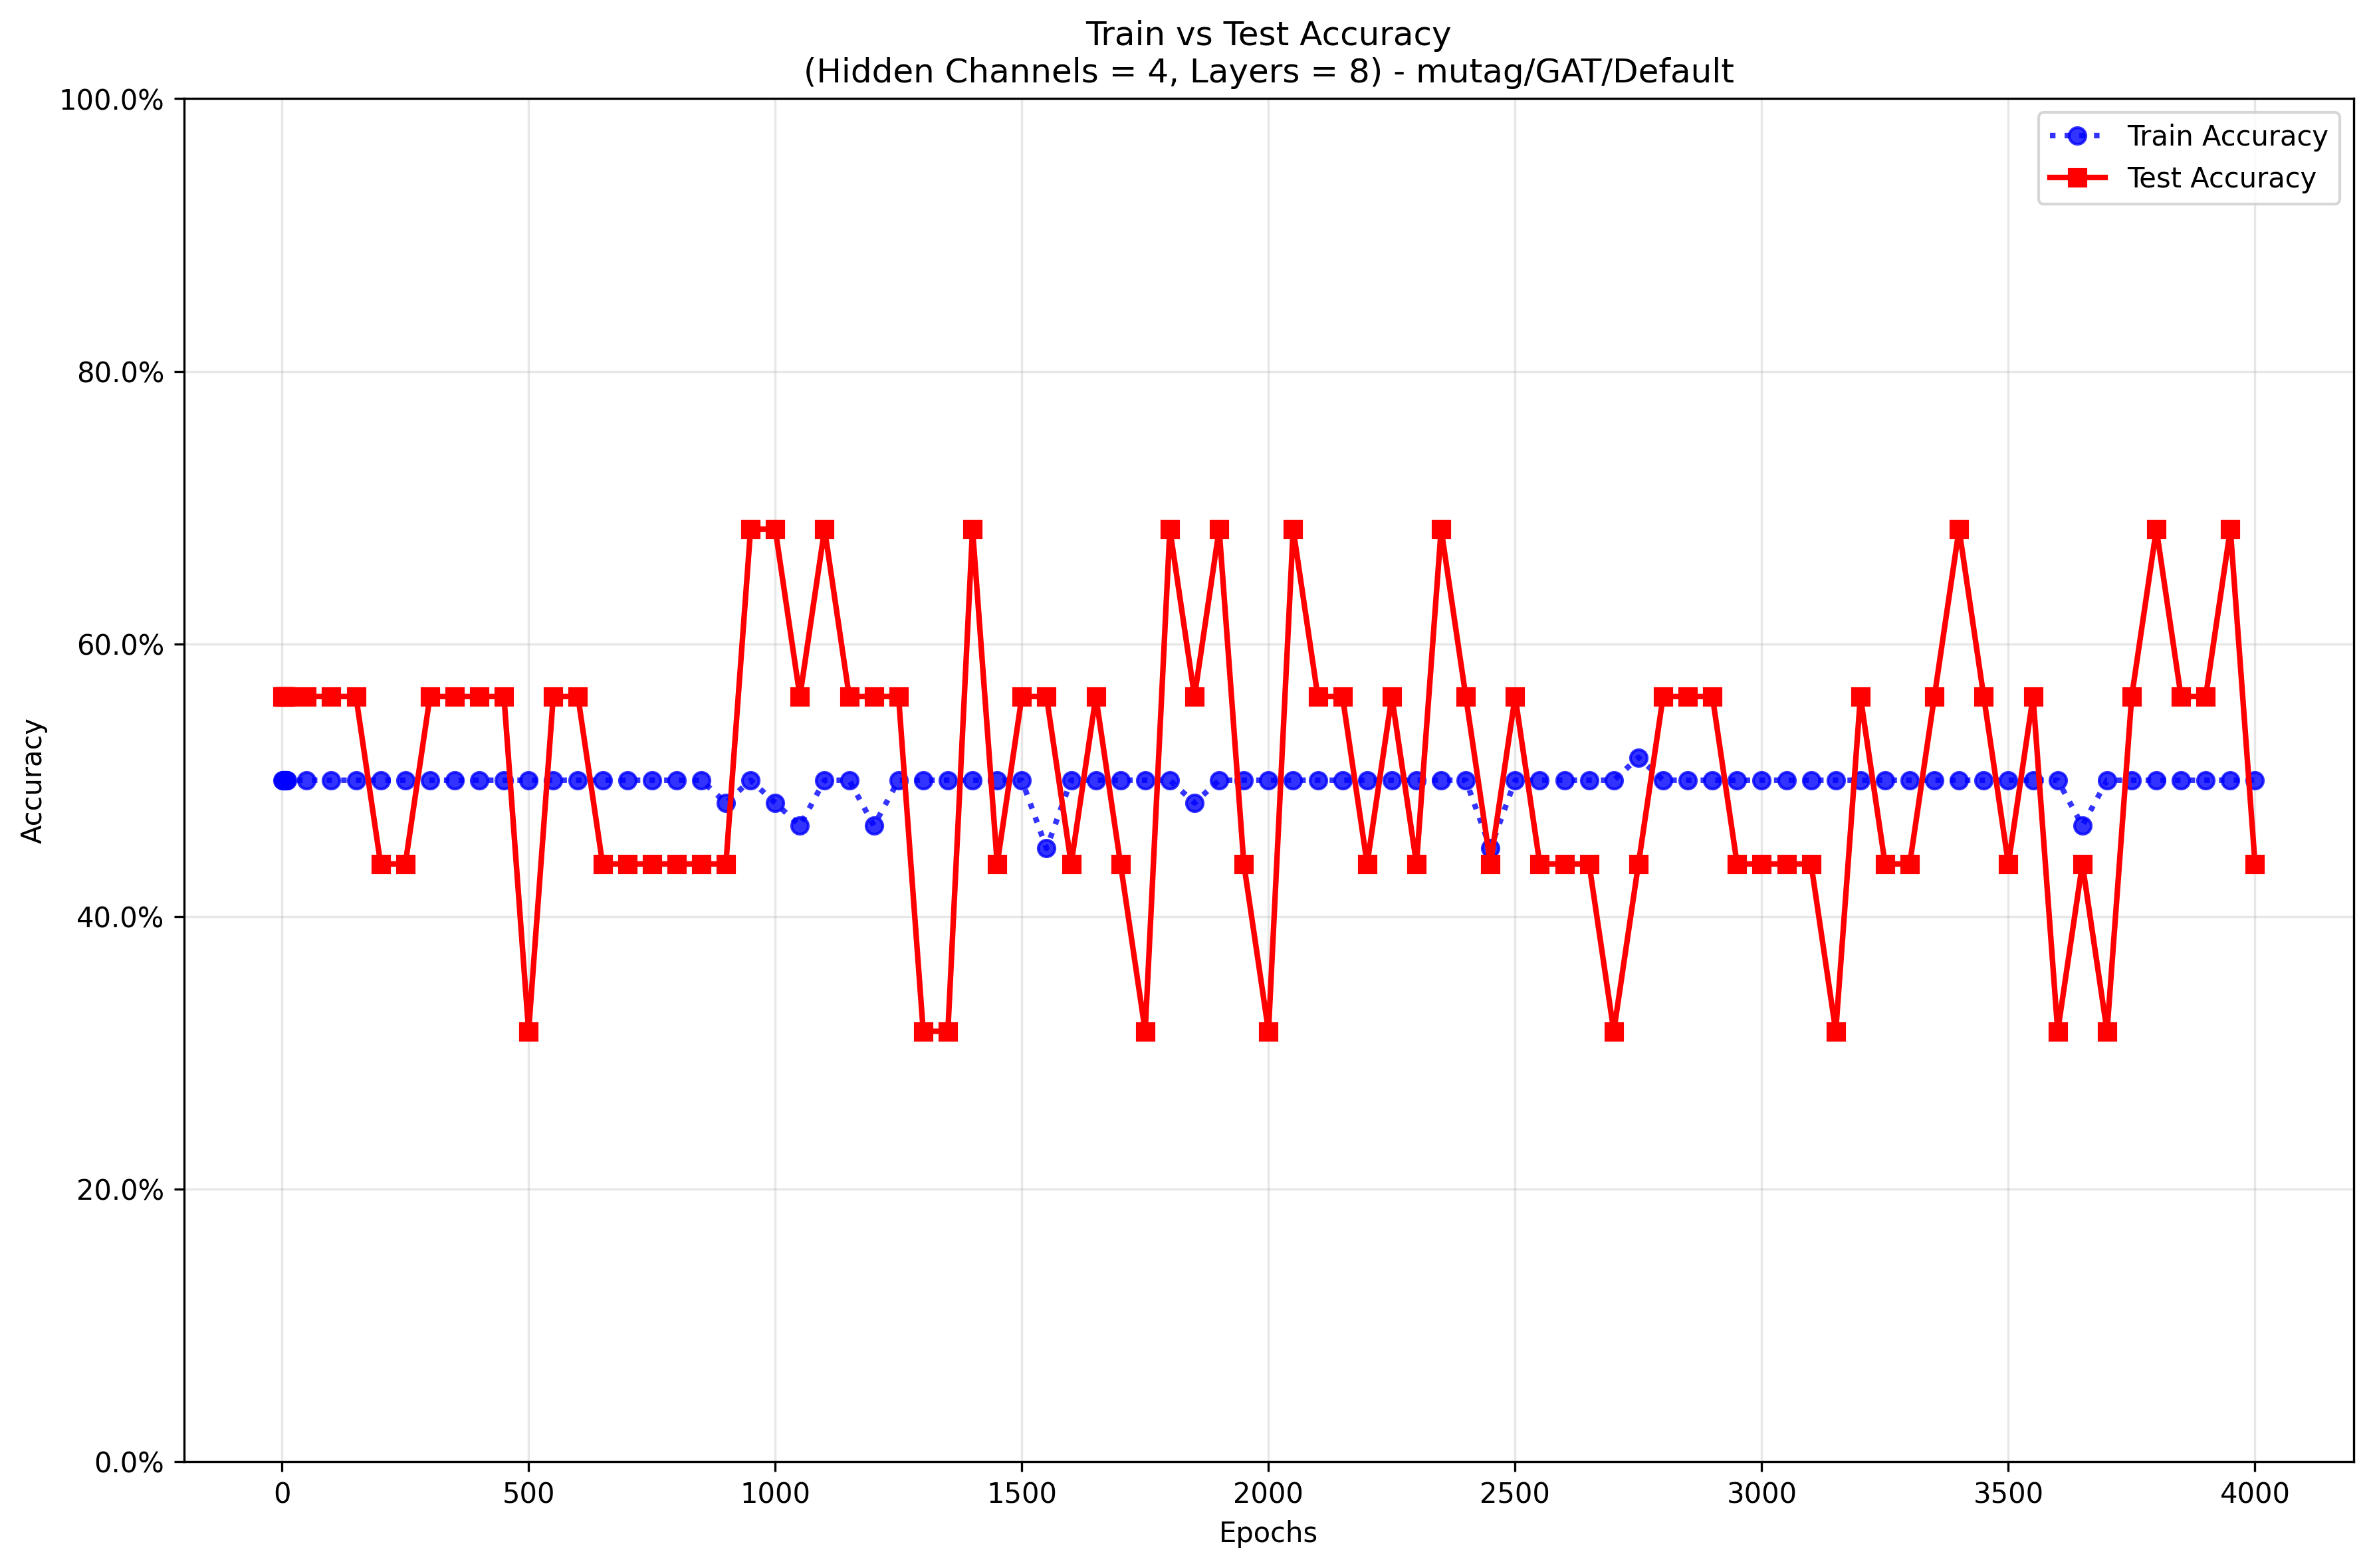 Train vs Test Accuracy
(Hidden Channels = 4, Layers = 8) - mutag/GAT/Default
100.0%
80.0%
60.0%
40.0%
20.0%
0.0%
Accuracy
Train Accuracy
Test Accuracy
0
500
1000
1500
2000
2500
3000
3500
4000
Epochs